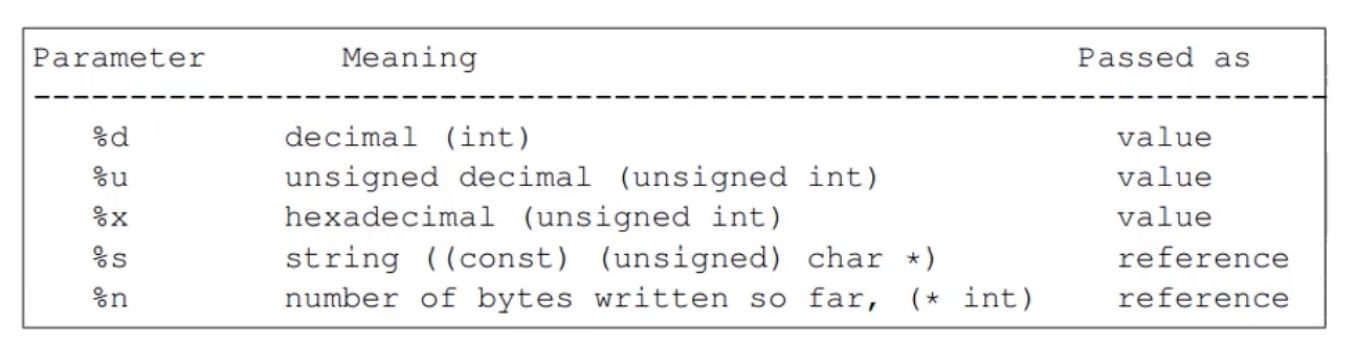 Parameter Meaning Passed as
--------------------------------------------------------------------
%d decimal (int) value
%u unsigned decimal (unsigned int) value
%x hexadecimal (unsigned int) value
%s string ((const) (unsigned) char *) reference
%n number of bytes written so far, (* int) reference